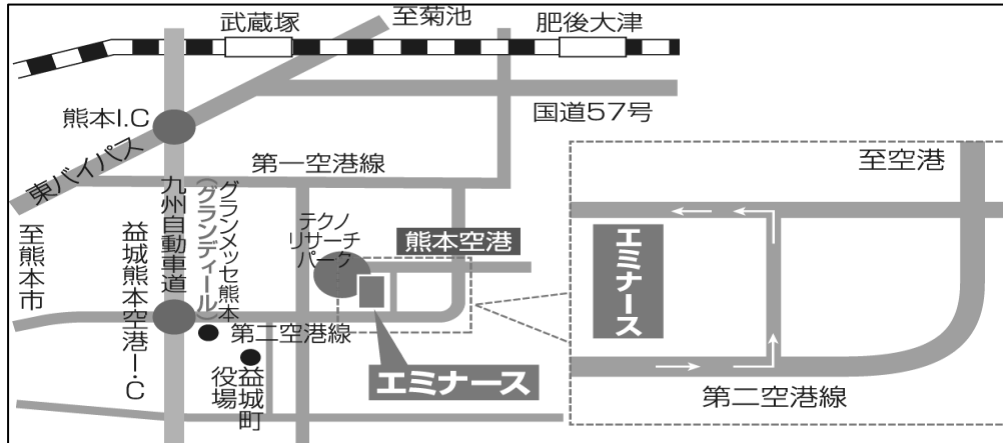 武蔵塚
至菊池
肥後大津
熊本I.C
国道57号
東バイパス
第一空港線
至空港
九州自動車道
グランメッセ熊本
(グランディール)
テクノ
リサーチ
パーク
熊本空港
至熊本市
益城熊本空港I・C
第二空港線
益城町
役場
エミナース
エミナース
第二空港線